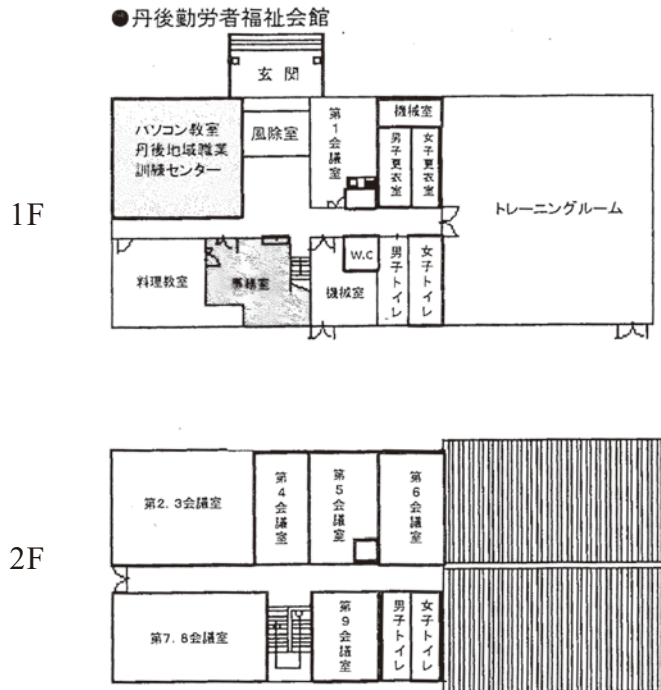 ●丹後勤労者福祉会館
玄関
パソコン教室
丹後地域職業
訓練センター
風除室
第1会議室
機械室
男子更衣室
女子更衣室
トレーニングルーム
1F
料理教室
事務室
機械室
W.C
男子トイレ
女子トイレ
第2.3会議室
第4会議室
第5会議室
第6会議室
2F
第7.8会議室
第9会議室
男子トイレ
女子トイレ